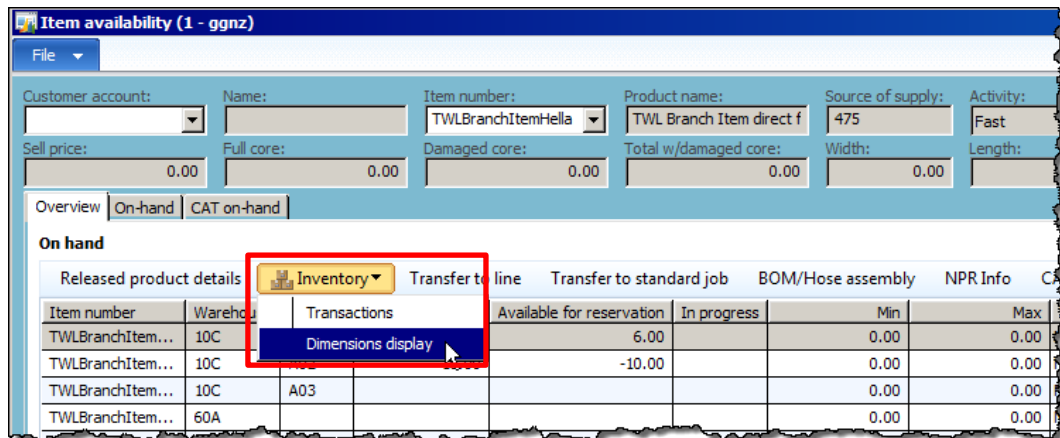 Item availability (1 - ggnz)
File
Customer account: Name: Item number: Product name: Source of supply: Activity:
TWLBranchItemHella TWL Branch Item direct f 475 Fast
Sell price: Full core: Damaged core: Total w/damaged core: Width: Length:
0.00 0.00 0.00 0.00 0.00
Overview On-hand CAT on-hand
On hand
Released product details Inventory Transfer to line Transfer to standard job BOM/Hose assembly NPR Info
Item number Warehou Transactions Available for reservation In progress Min Max
TWLBranchItem... 10C Dimensions display 6.00 0.00 0.00
TWLBranchItem... 10C -10.00 0.00 0.00
TWLBranchItem... 10C A03 0.00 0.00
TWLBranchItem... 60A 0.00 0.00